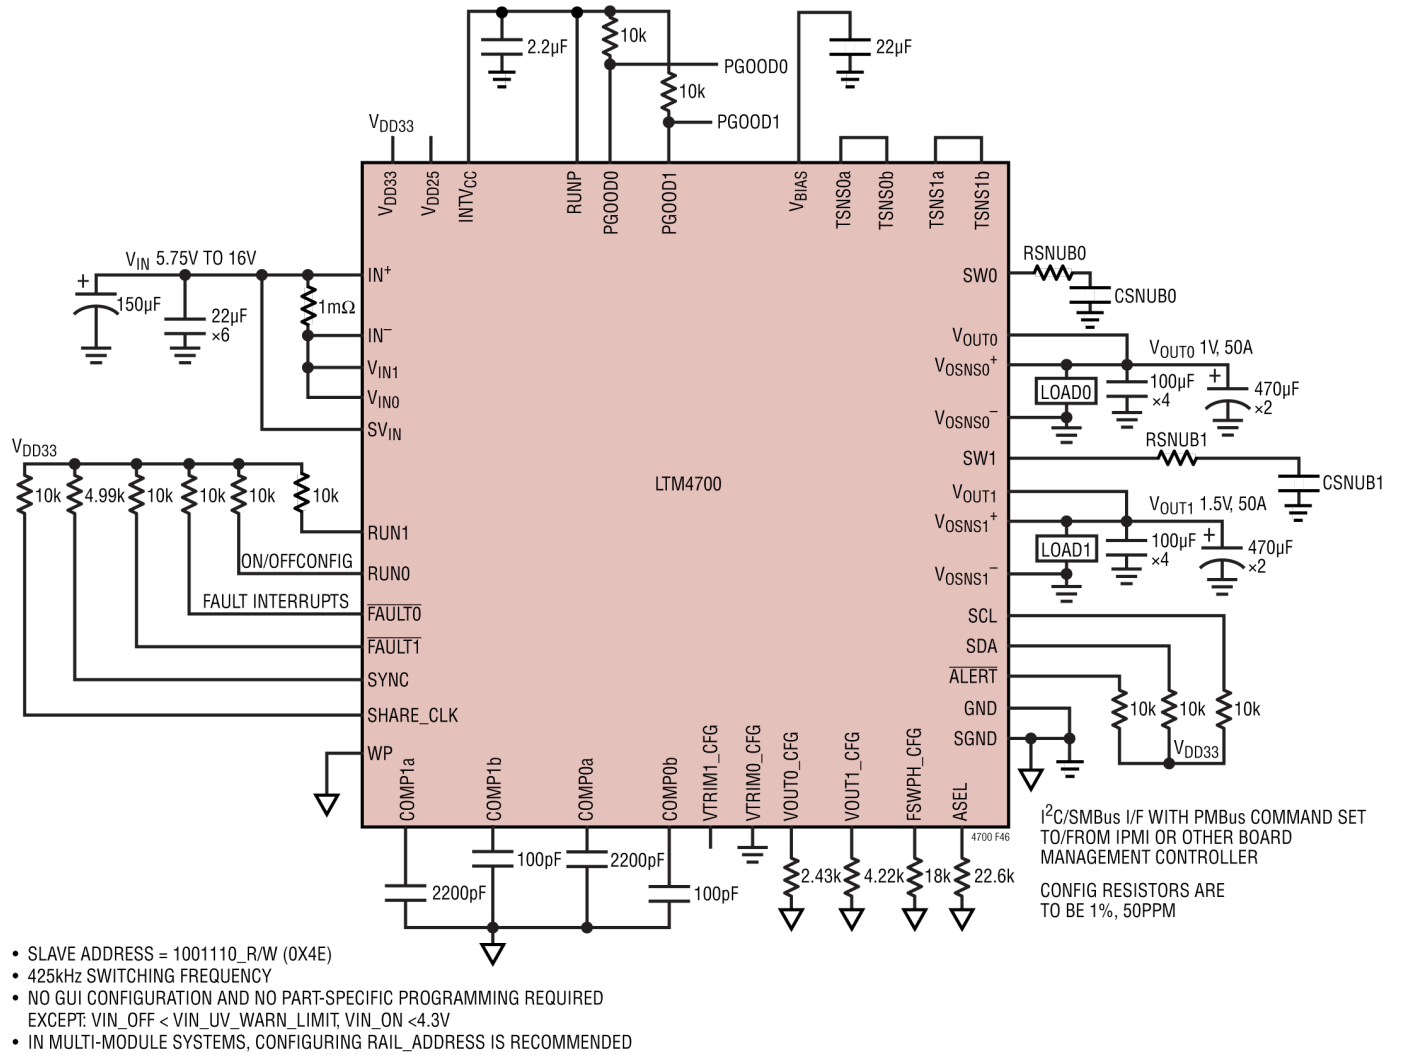 10k
2.2µF
22µF
PGOOD0
10k
PGOOD1
VDD33
VDD33
VDD25
INTVCC
RUNP
PGOOD0
PGOOD1
VBIAS
TSNS0a
TSNS0b
TSNS1a
TSNS1b
VIN 5.75V TO 16V
+
150µF
22µF
×6
1mΩ
IN+
IN–
VIN1
VIN0
SVIN
SW0
RSNUB0
CSNUB0
VOUT0
VOUT0 1V, 50A
VOSNS0+
LOAD0
100µF
×4
+
470µF
×2
VOSNS0–
RSNUB1
SW1
CSNUB1
VOUT1
VOUT1 1.5V, 50A
VOSNS1+
LOAD1
100µF
×4
+
470µF
×2
VOSNS1–
LTM4700
VDD33
10k
4.99k
10k
10k
10k
10k
RUN1
ON/OFFCONFIG
RUN0
FAULT INTERRUPTS
FAULT0
FAULT1
SYNC
SHARE_CLK
WP
SCL
SDA
ALERT
GND
SGND
10k
10k
10k
VDD33
COMP1a
COMP1b
COMP0a
COMP0b
VTRIM1_CFG
VTRIM0_CFG
VOUT0_CFG
VOUT1_CFG
FSWPH_CFG
ASEL
4700 F46
2200pF
100pF
2200pF
100pF
2.43k
4.22k
18k
22.6k
I2C/SMBus I/F WITH PMBus COMMAND SET
TO/FROM IPMI OR OTHER BOARD
MANAGEMENT CONTROLLER
CONFIG RESISTORS ARE
TO BE 1%, 50PPM
• SLAVE ADDRESS = 1001110_R/W (0X4E)
• 425kHz SWITCHING FREQUENCY
• NO GUI CONFIGURATION AND NO PART-SPECIFIC PROGRAMMING REQUIRED
EXCEPT: VIN_OFF < VIN_UV_WARN_LIMIT, VIN_ON <4.3V
• IN MULTI-MODULE SYSTEMS, CONFIGURING RAIL_ADDRESS IS RECOMMENDED